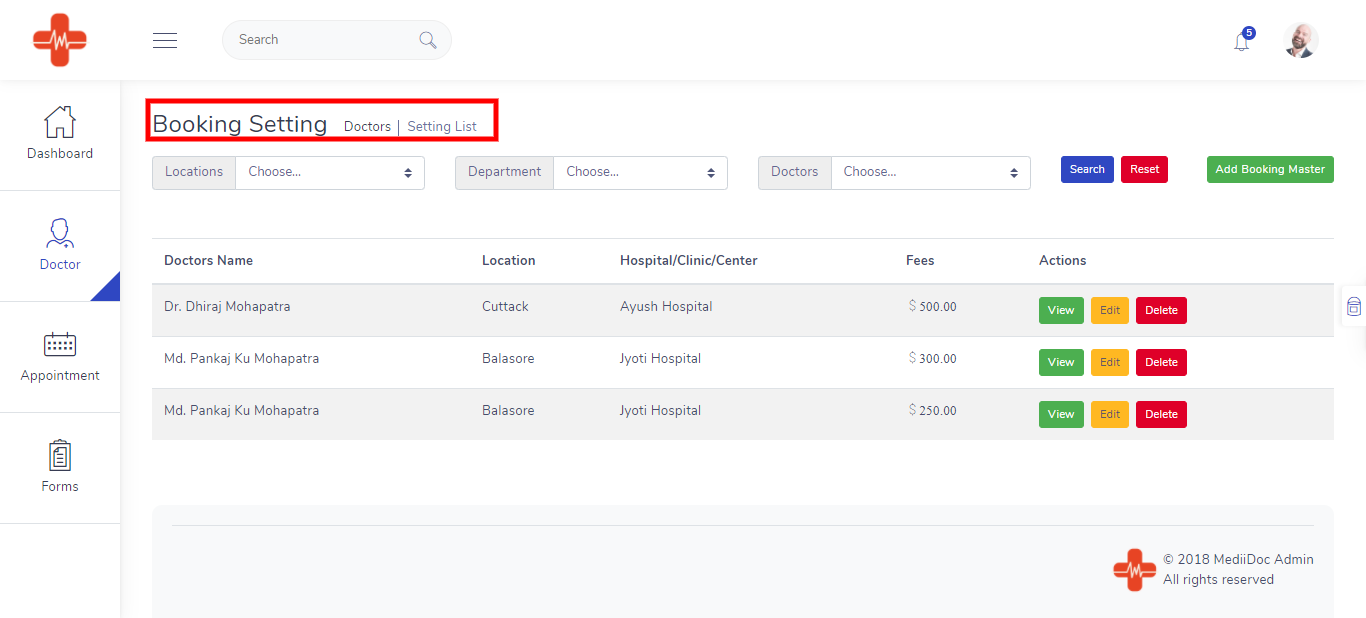 Search
5
Dashboard
Doctor
Appointment
Forms
Booking Setting Doctors | Setting List
Locations Choose... Department Choose... Doctors Choose... Search Reset Add Booking Master
Doctors Name Location Hospital/Clinic/Center Fees Actions
Dr. Dhiraj Mohapatra Cuttack Ayush Hospital $ 500.00 View Edit Delete
Md. Pankaj Ku Mohapatra Balasore Jyoti Hospital $ 300.00 View Edit Delete
Md. Pankaj Ku Mohapatra Balasore Jyoti Hospital $ 250.00 View Edit Delete
© 2018 MediiDoc Admin
All rights reserved